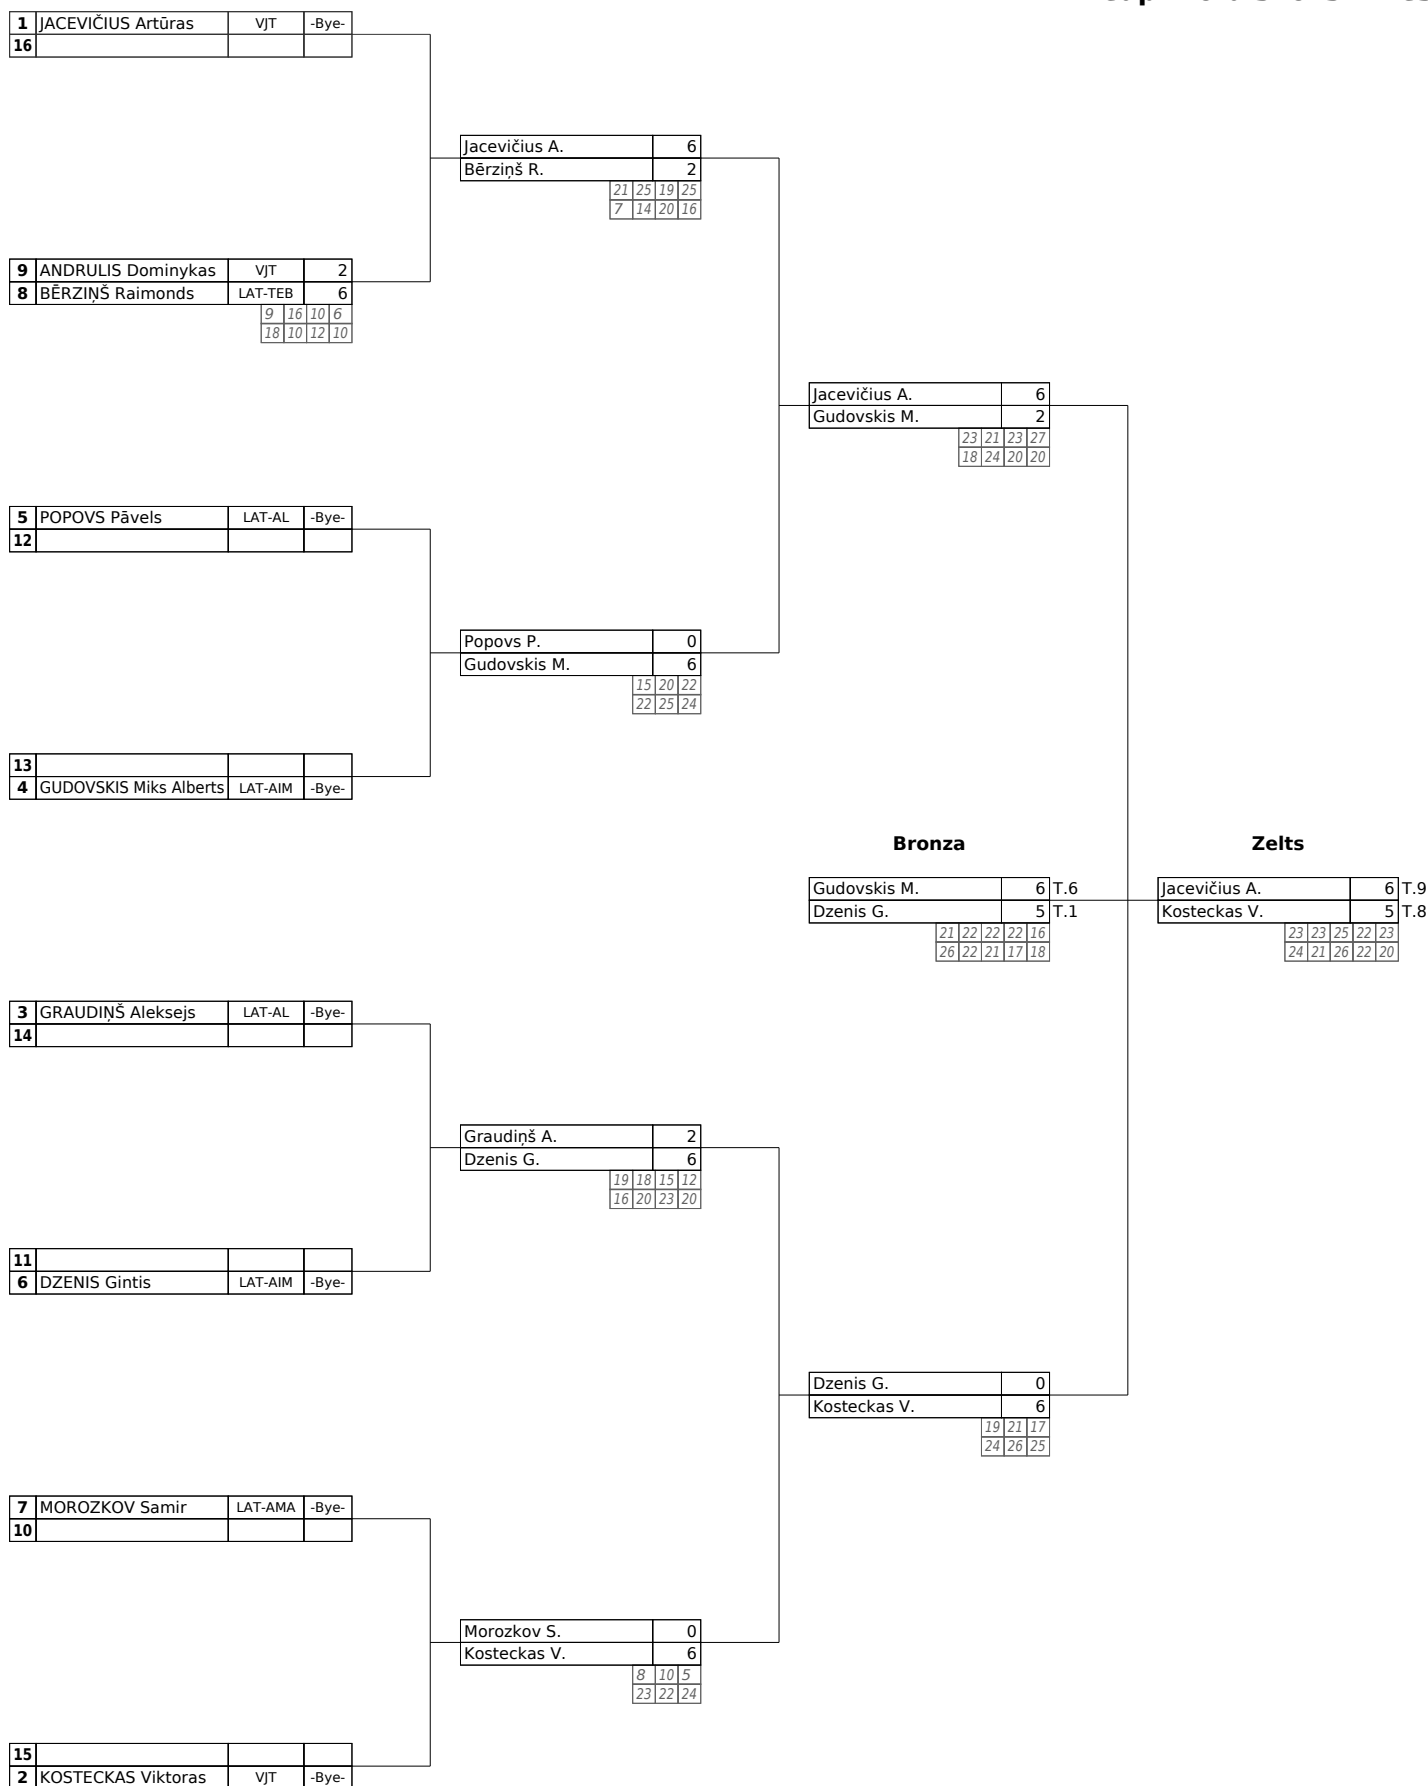 1 JACEVIČIUS Artūras VJT -Bye-
16
Jacevičius A. 6
Bērziņš R. 2
21 25 19 25
7 14 20 16
9 ANDRULIS Dominykas VJT 2
8 BĒRZIŅŠ Raimonds LAT-TEB 6
9 16 10 6
18 10 12 10
Jacevičius A. 6
Gudovskis M. 2
23 21 23 27
18 24 20 20
5 POPOVS Pāvels LAT-AL -Bye-
12
Popovs P. 0
Gudovskis M. 6
15 20 22
22 25 24
13
4 GUDOVSKIS Miks Alberts LAT-AIM -Bye-
Bronza Zelts
Gudovskis M. 6 T.6 Jacevičius A. 6 T.9
Dzenis G. 5 T.1 Kosteckas V. 5 T.8
21 22 22 22 16 23 23 25 22 23
26 22 21 17 18 24 21 26 22 20
3 GRAUDIŅŠ Aleksejs LAT-AL -Bye-
14
Graudiņš A. 2
Dzenis G. 6
19 18 15 12
16 20 23 20
11
6 DZENIS Gintis LAT-AIM -Bye-
Dzenis G. 0
Kosteckas V. 6
19 21 17
24 26 25
7 MOROZKOV Samir LAT-AMA -Bye-
10
Morozkov S. 0
Kosteckas V. 6
8 10 5
23 22 24
15
2 KOSTECKAS Viktoras VJT -Bye-